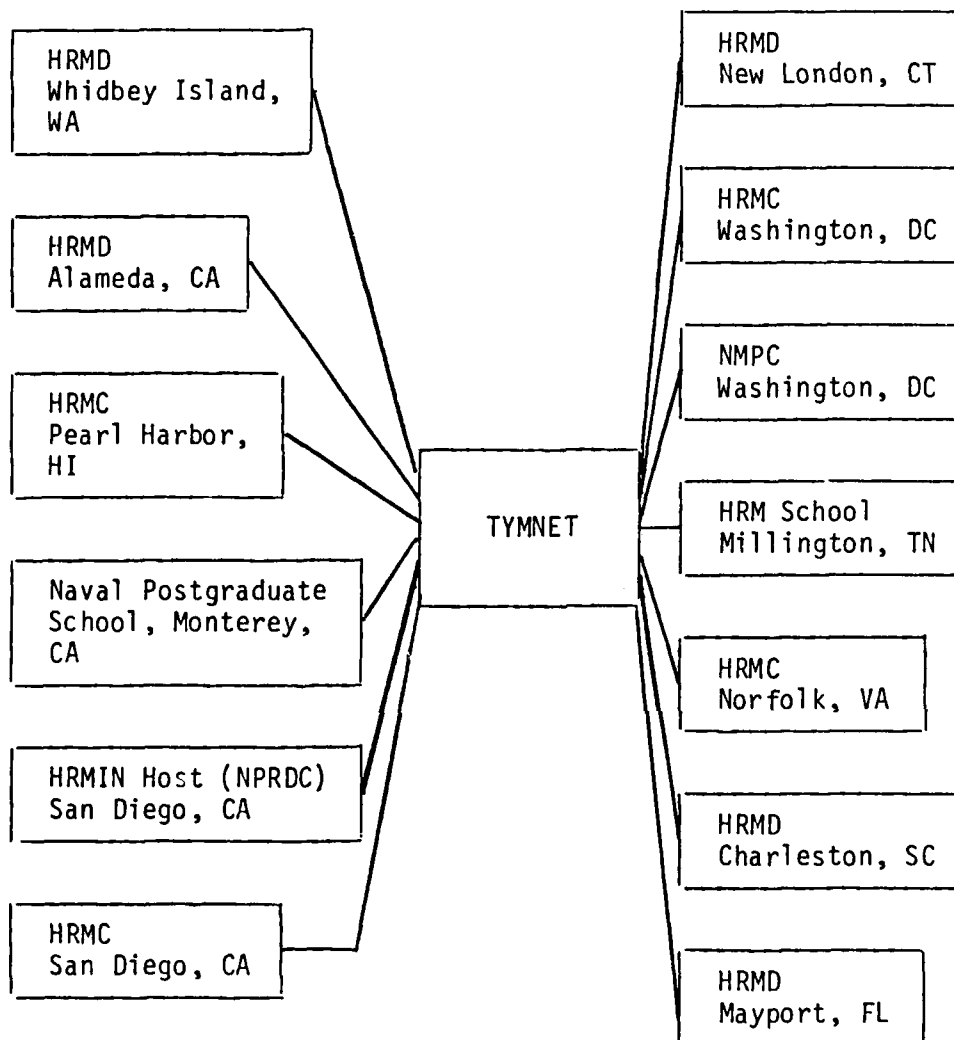 HRMD
Whidbey Island,
WA
HRMD
Alameda, CA
HRMC
Pearl Harbor,
HI
Naval Postgraduate
School, Monterey,
CA
HRMIN Host (NPRDC)
San Diego, CA
HRMC
San Diego, CA
TYMNET
HRMD
New London, CT
HRMC
Washington, DC
NMPC
Washington, DC
HRM School
Millington, TN
HRMC
Norfolk, VA
HRMD
Charleston, SC
HRMD
Mayport, FL